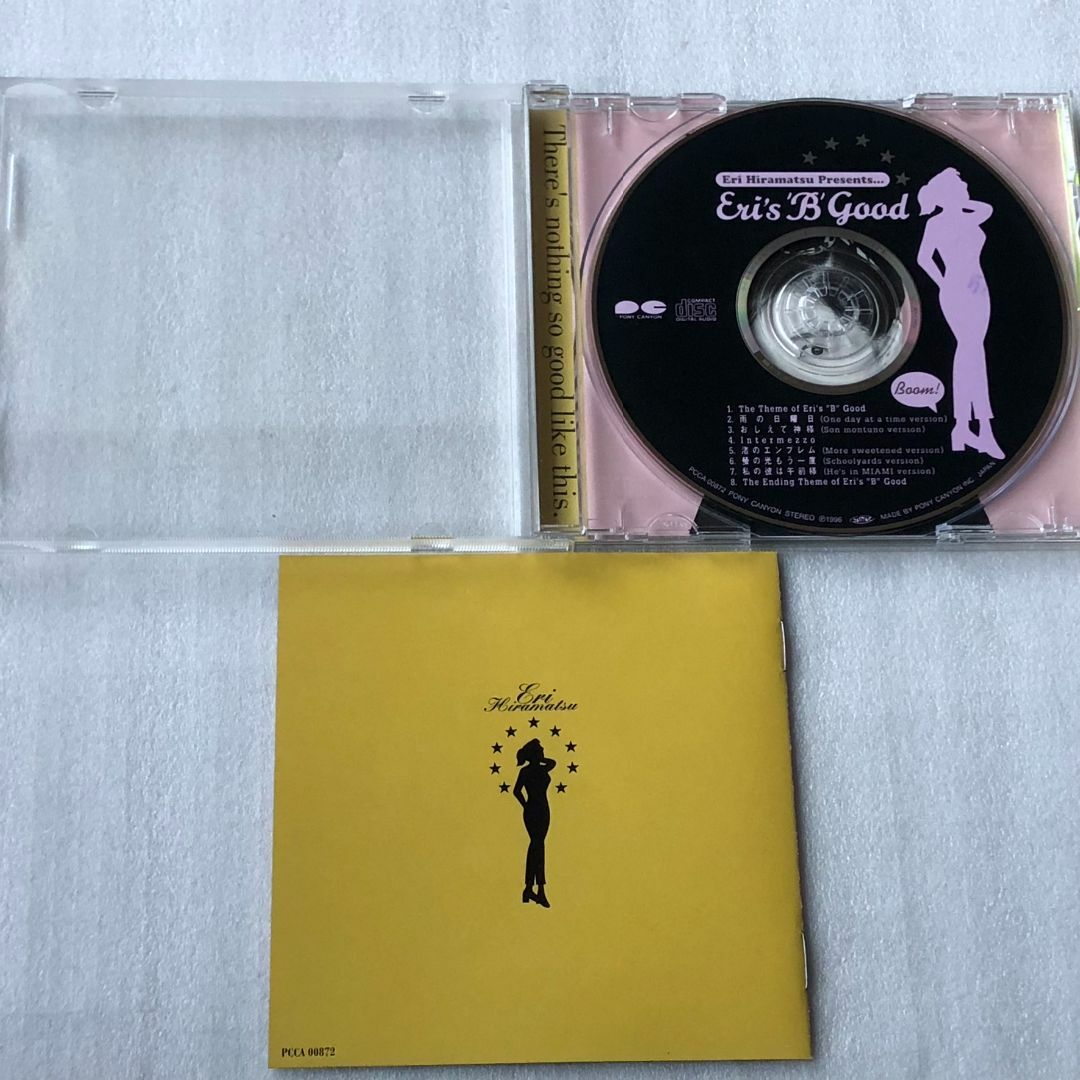 There's nothing so good like this.
Eri Hiramatsu Presents...
Eri's 'B' Good
PONY CANYON
COMPACT
disc
DIGITAL AUDIO
Boom!
1. The Theme of Eri's "B" Good
2. 雨の日曜日 (One day at a time version)
3. おしえて神様 (Son montuno version)
4. Intermezzo
5. 渚のエンブレム (More sweetened version)
6. 蛍の光もう一度 (Schoolyards version)
7. 私の彼は午前様 (He's in MIAMI version)
8. The Ending Theme of Eri's "B" Good
PCCA 00872 PONY CANYON STEREO ℗1996 MADE BY PONY CANYON INC. JAPAN
Eri
Hiramatsu
PCCA 00872